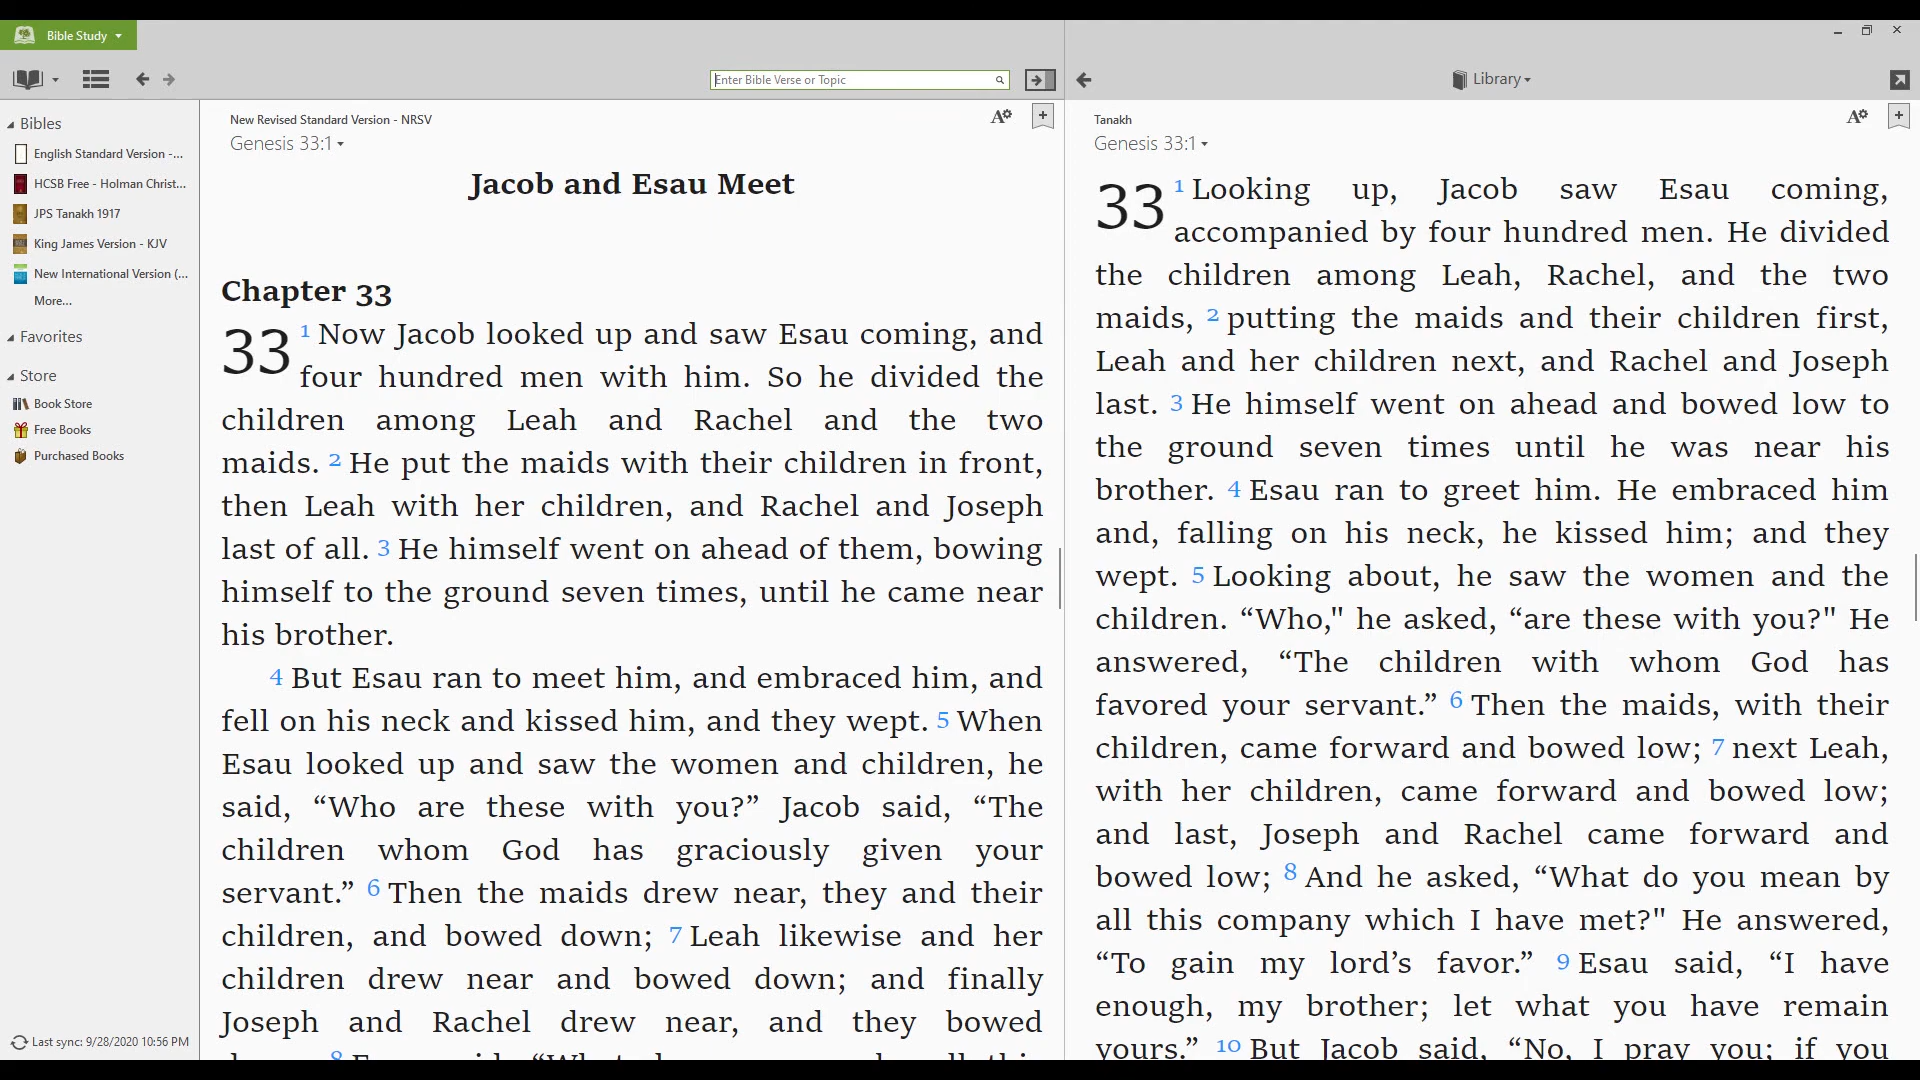 Bible Study
Enter Bible Verse or Topic
Library
Bibles
English Standard Version -...
HCSB Free - Holman Christ...
JPS Tanakh 1917
King James Version - KJV
New International Version (...
More...
Favorites
Store
Book Store
Free Books
Purchased Books
Last sync: 9/28/2020 10:56 PM
New Revised Standard Version - NRSV
Genesis 33:1
Jacob and Esau Meet
Chapter 33
33 1 Now Jacob looked up and saw Esau coming, and
four hundred men with him. So he divided the
children among Leah and Rachel and the two
maids. 2 He put the maids with their children in front,
then Leah with her children, and Rachel and Joseph
last of all. 3 He himself went on ahead of them, bowing
himself to the ground seven times, until he came near
his brother.
4 But Esau ran to meet him, and embraced him, and
fell on his neck and kissed him, and they wept. 5 When
Esau looked up and saw the women and children, he
said, “Who are these with you?” Jacob said, “The
children whom God has graciously given your
servant.” 6 Then the maids drew near, they and their
children, and bowed down; 7 Leah likewise and her
children drew near and bowed down; and finally
Joseph and Rachel drew near, and they bowed
8
Tanakh
Genesis 33:1
33 1 Looking up, Jacob saw Esau coming,
accompanied by four hundred men. He divided
the children among Leah, Rachel, and the two
maids, 2 putting the maids and their children first,
Leah and her children next, and Rachel and Joseph
last. 3 He himself went on ahead and bowed low to
the ground seven times until he was near his
brother. 4 Esau ran to greet him. He embraced him
and, falling on his neck, he kissed him; and they
wept. 5 Looking about, he saw the women and the
children. “Who," he asked, “are these with you?" He
answered, “The children with whom God has
favored your servant.” 6 Then the maids, with their
children, came forward and bowed low; 7 next Leah,
with her children, came forward and bowed low;
and last, Joseph and Rachel came forward and
bowed low; 8 And he asked, “What do you mean by
all this company which I have met?" He answered,
“To gain my lord’s favor.” 9 Esau said, “I have
enough, my brother; let what you have remain
yours.” 10 But Jacob said, “No, I pray you; if you